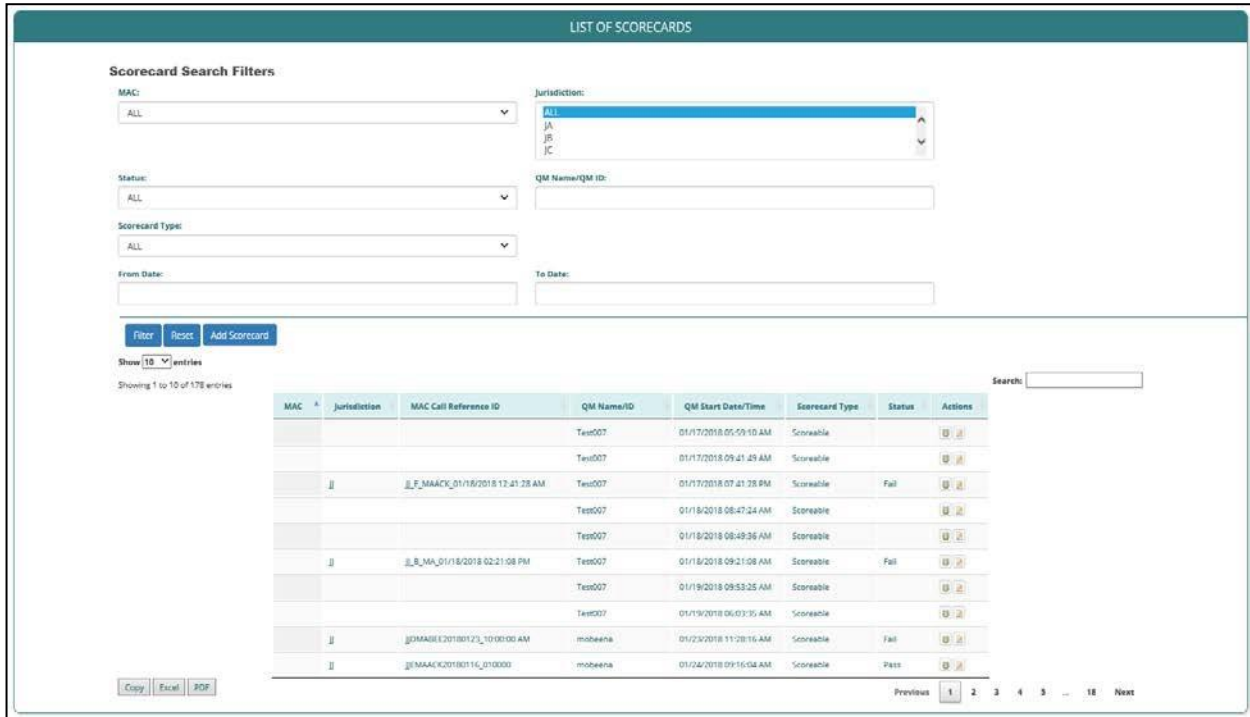 LIST OF SCORECARDS
Scorecard Search Filters
MAC: Jurisdiction:
ALL ALL
JA
JB
JC
Status: QM Name/QM ID:
ALL
Scorecard Type:
ALL
From Date: To Date:
Filter Reset Add Scorecard
Show 10 entries
Showing 1 to 10 of 178 entries Search:
MAC Jurisdiction MAC Call Reference ID QM Name/ID QM Start Date/Time Scorecard Type Status Actions
Test007 01/17/2018 05:59:10 AM Scoreable
Test007 01/17/2018 09:41:49 AM Scoreable
JJ JJ_F_MAACK_01/18/2018 12:41:28 AM Test007 01/17/2018 07:41:28 PM Scoreable Fail
Test007 01/18/2018 08:47:24 AM Scoreable
Test007 01/18/2018 08:49:36 AM Scoreable
JJ JJ_B_MA_01/18/2018 02:21:08 PM Test007 01/18/2018 09:21:08 AM Scoreable Fail
Test007 01/19/2018 09:53:25 AM Scoreable
Test007 01/19/2018 06:03:35 AM Scoreable
JJ JJDMABEE20180123_10:00:00 AM mobeena 01/23/2018 11:28:16 AM Scoreable Fail
JJ JJEMAACK20180116_010000 mobeena 01/24/2018 09:16:04 AM Scoreable Pass
Copy Excel PDF Previous 1 2 3 4 5 ... 18 Next